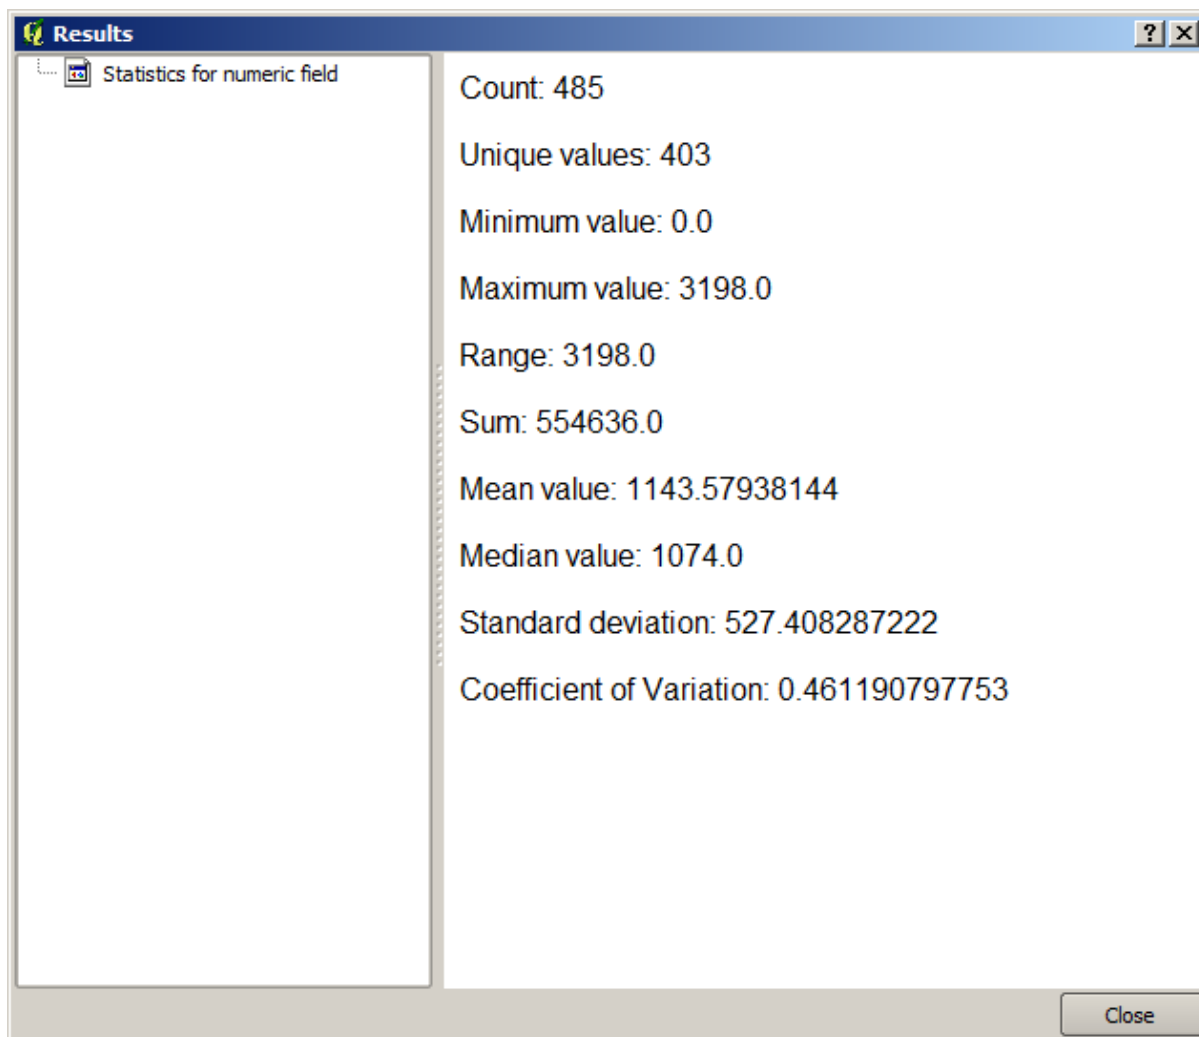 Results
Statistics for numeric field
Count: 485
Unique values: 403
Minimum value: 0.0
Maximum value: 3198.0
Range: 3198.0
Sum: 554636.0
Mean value: 1143.57938144
Median value: 1074.0
Standard deviation: 527.408287222
Coefficient of Variation: 0.461190797753
Close